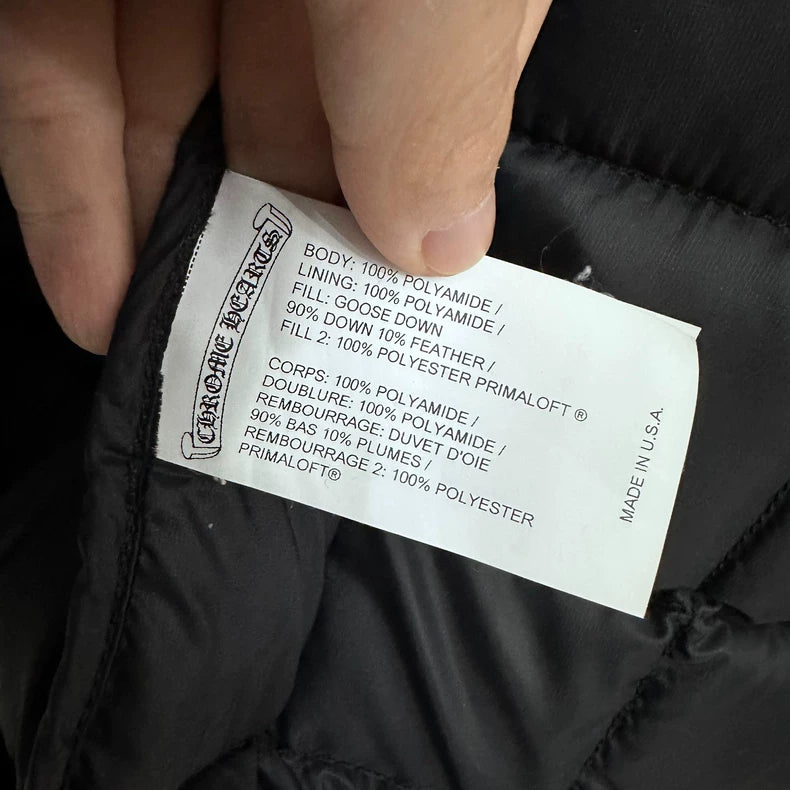 CHROME HEARTS
BODY: 100% POLYAMIDE /
LINING: 100% POLYAMIDE /
FILL: GOOSE DOWN
90% DOWN 10% FEATHER /
FILL 2: 100% POLYESTER PRIMALOFT ®
CORPS: 100% POLYAMIDE /
DOUBLURE: 100% POLYAMIDE /
REMBOURRAGE: DUVET D'OIE
90% BAS 10% PLUMES /
REMBOURRAGE 2: 100% POLYESTER
PRIMALOFT®
MADE IN U.S.A.